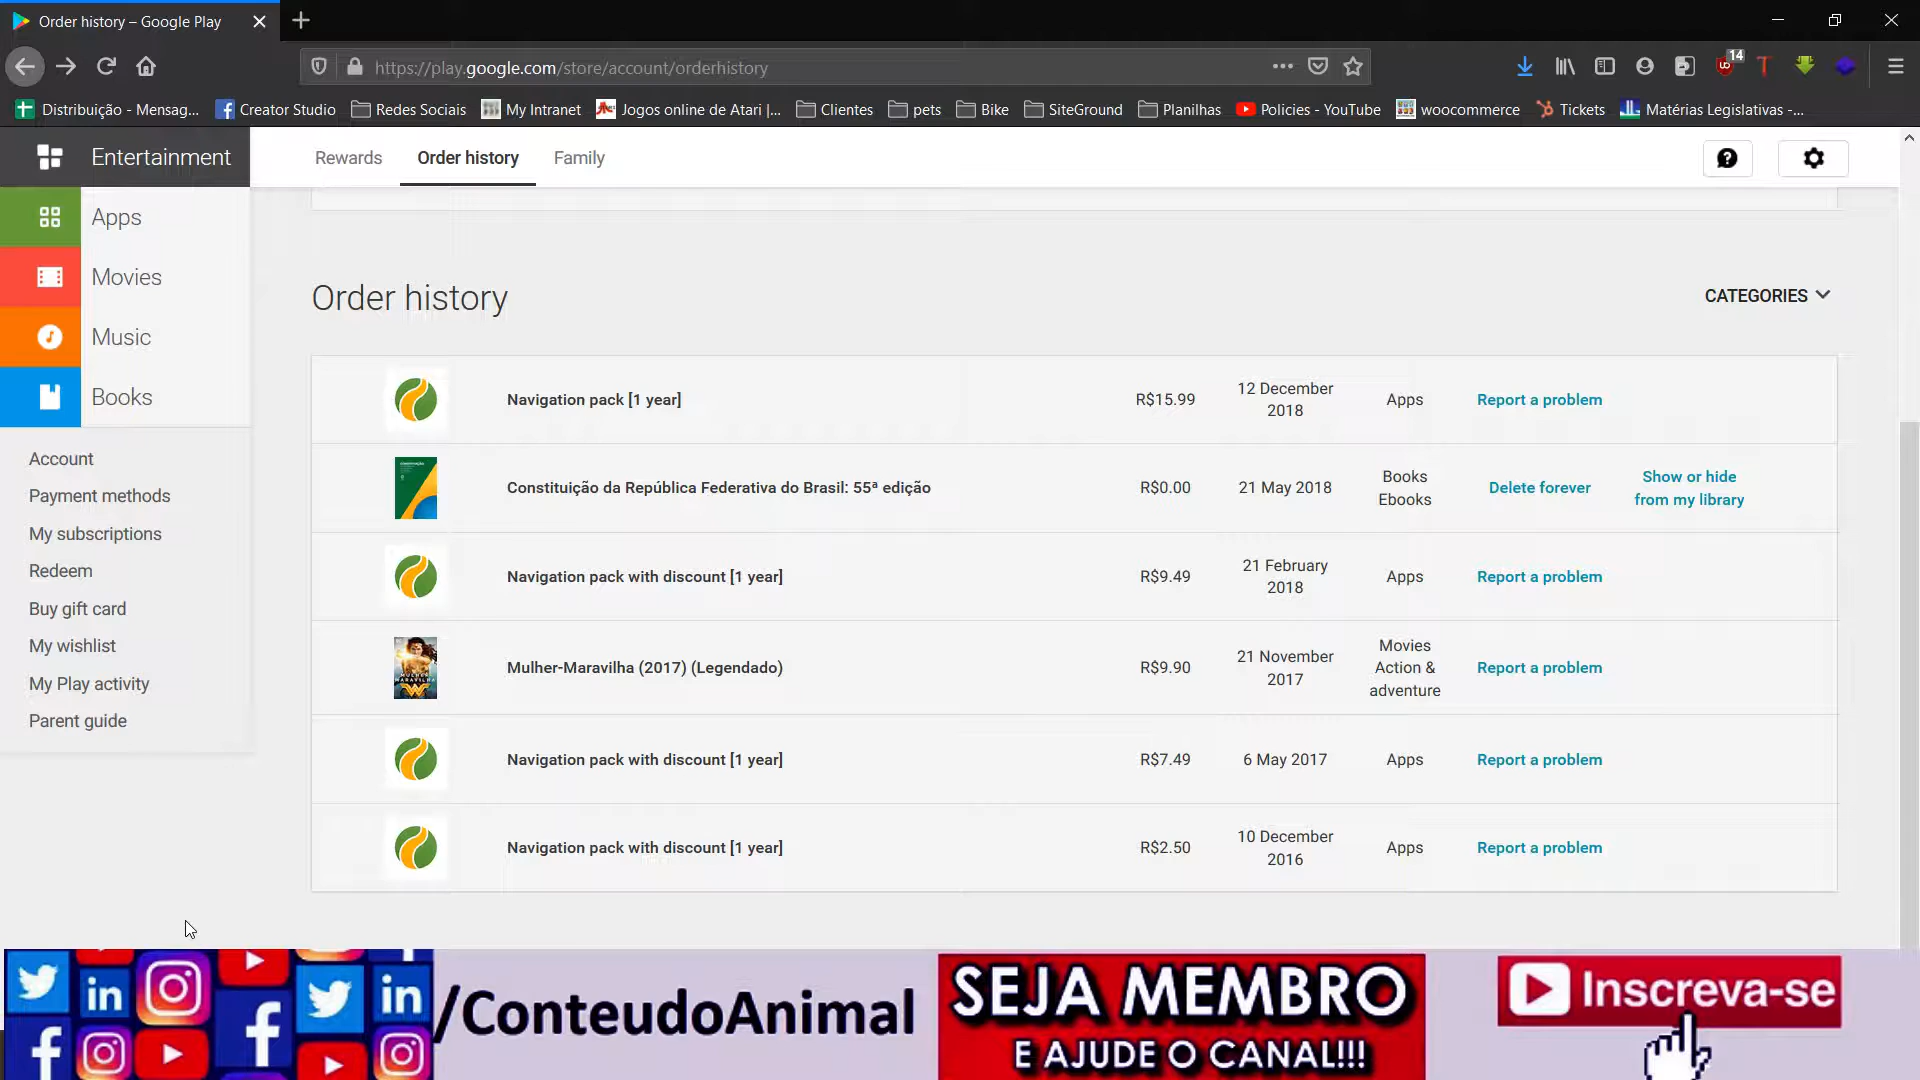 Order history – Google Play
https://play.google.com/store/account/orderhistory
14
Distribuição - Mensag...
Creator Studio
Redes Sociais
My Intranet
Jogos online de Atari |...
Clientes
pets
Bike
SiteGround
Planilhas
Policies - YouTube
woocommerce
Tickets
Matérias Legislativas -...
Entertainment
Rewards
Order history
Family
Apps
Movies
Music
Books
Account
Payment methods
My subscriptions
Redeem
Buy gift card
My wishlist
My Play activity
Parent guide
Order history
CATEGORIES
Navigation pack [1 year]
R$15.99
12 December
2018
Apps
Report a problem
Constituição da República Federativa do Brasil: 55ª edição
R$0.00
21 May 2018
Books
Ebooks
Delete forever
Show or hide
from my library
Navigation pack with discount [1 year]
R$9.49
21 February
2018
Apps
Report a problem
Mulher-Maravilha (2017) (Legendado)
R$9.90
21 November
2017
Movies
Action &
adventure
Report a problem
Navigation pack with discount [1 year]
R$7.49
6 May 2017
Apps
Report a problem
Navigation pack with discount [1 year]
R$2.50
10 December
2016
Apps
Report a problem
/ConteudoAnimal
SEJA MEMBRO
E AJUDE O CANAL!!!
Inscreva-se